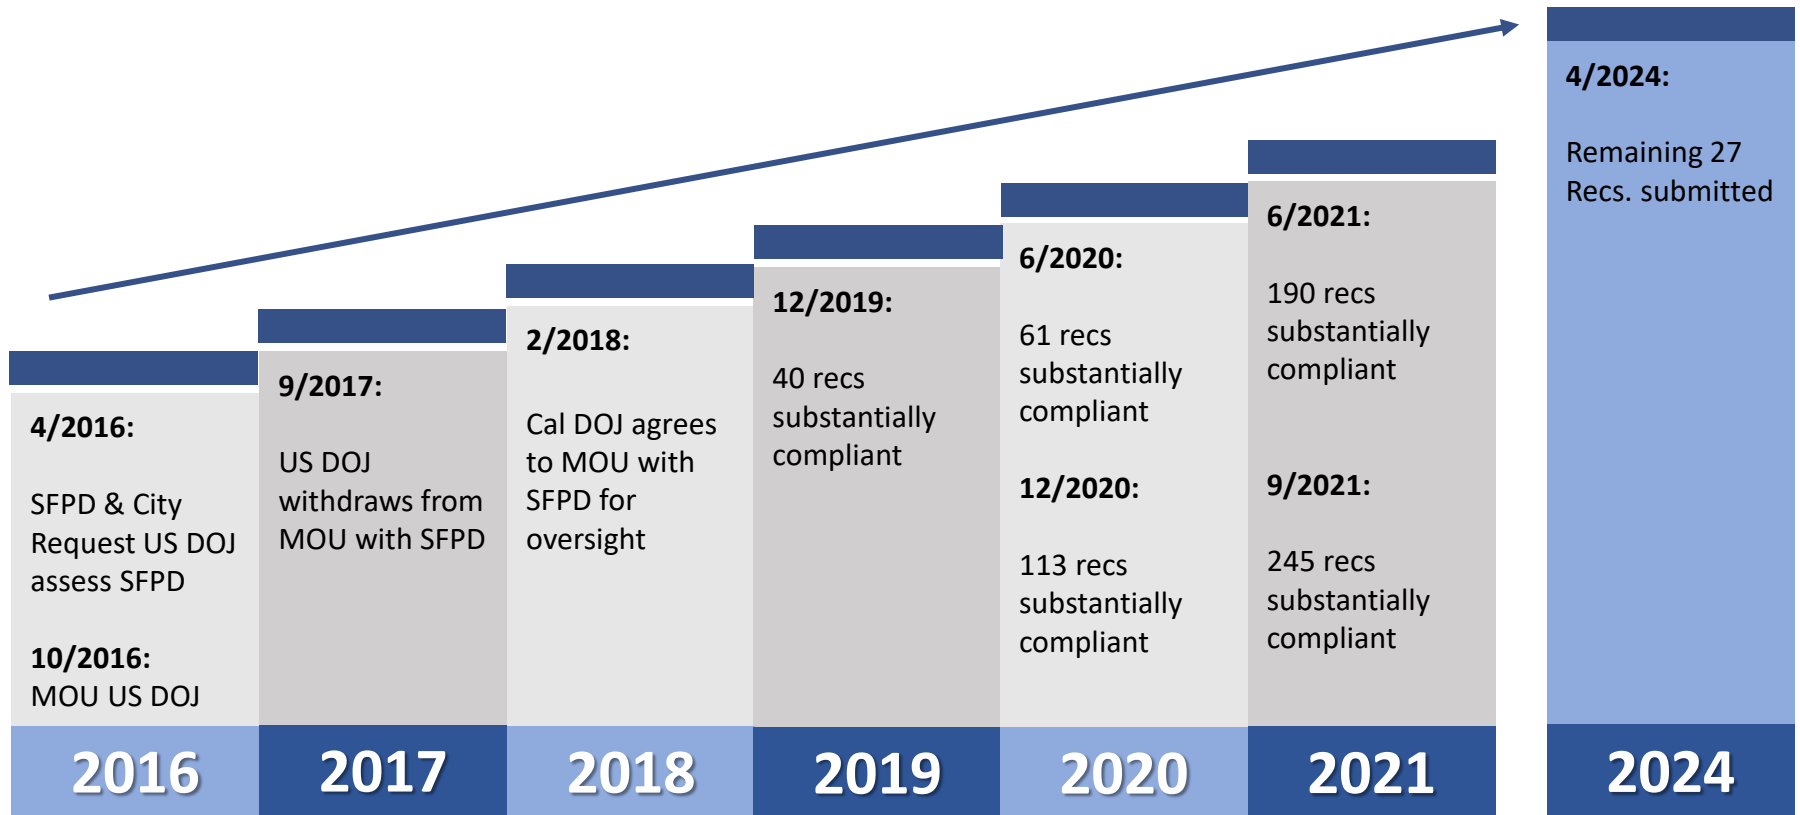 4/2016:
SFPD & City
Request US DOJ
assess SFPD
10/2016:
MOU US DOJ
2016
9/2017:
US DOJ
withdraws from
MOU with SFPD
2017
2/2018:
Cal DOJ agrees
to MOU with
SFPD for
oversight
2018
12/2019:
40 recs
substantially
compliant
2019
6/2020:
61 recs
substantially
compliant
12/2020:
113 recs
substantially
compliant
2020
6/2021:
190 recs
substantially
compliant
9/2021:
245 recs
substantially
compliant
2021
4/2024:
Remaining 27
Recs. submitted
2024